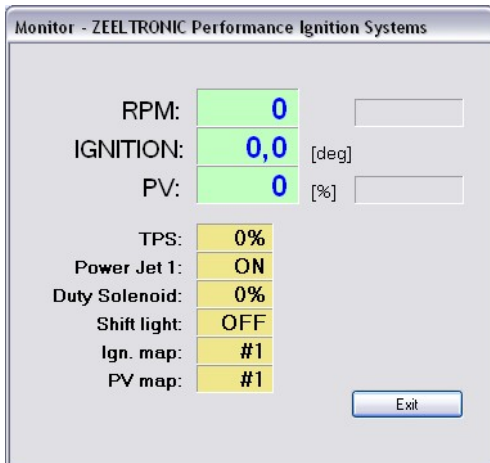 Monitor - ZEELTRONIC Performance Ignition Systems
RPM: 0
IGNITION: 0,0 [deg]
PV: 0 [%]
TPS: 0%
Power Jet 1: ON
Duty Solenoid: 0%
Shift light: OFF
Ign. map: #1
PV map: #1
Exit